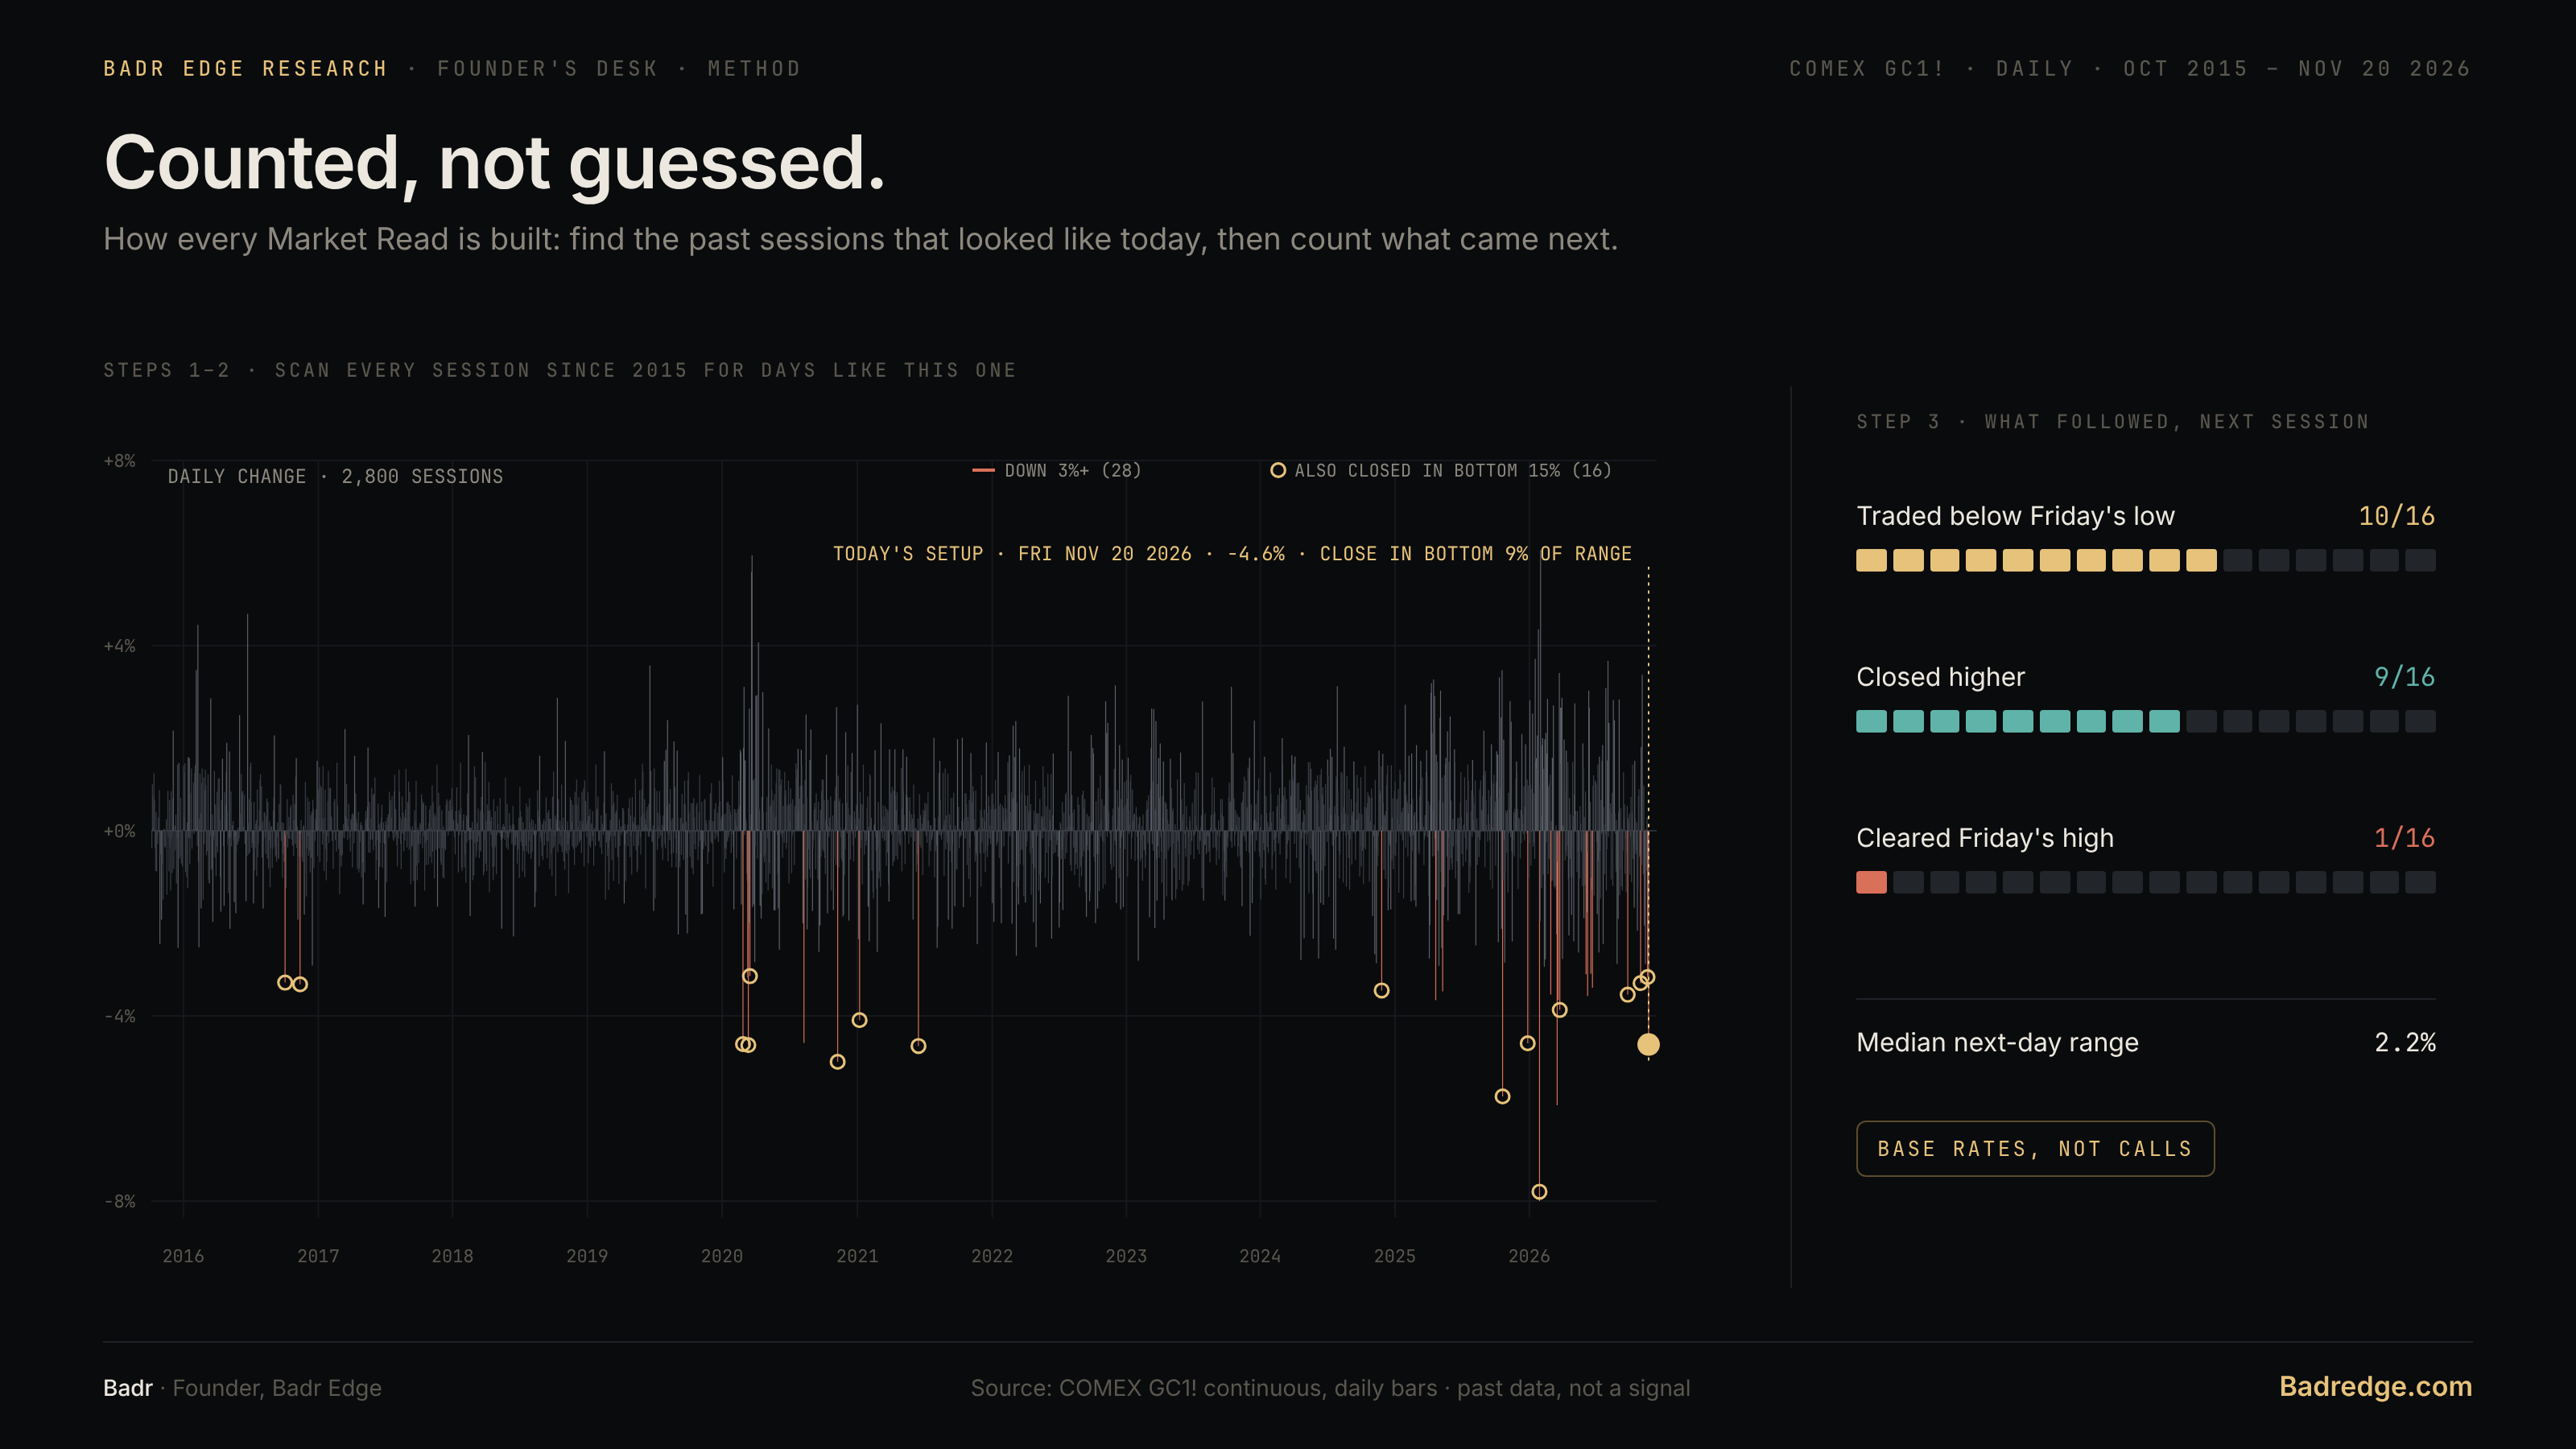 BADR EDGE RESEARCH · FOUNDER'S DESK · METHOD
COMEX GC1! · DAILY · OCT 2015 – NOV 20 2026
Counted, not guessed.
How every Market Read is built: find the past sessions that looked like today, then count what came next.
STEPS 1–2 · SCAN EVERY SESSION SINCE 2015 FOR DAYS LIKE THIS ONE
+8%
DAILY CHANGE · 2,800 SESSIONS
DOWN 3%+ (28)
ALSO CLOSED IN BOTTOM 15% (16)
TODAY'S SETUP · FRI NOV 20 2026 · -4.6% · CLOSE IN BOTTOM 9% OF RANGE
+4%
+0%
-4%
-8%
2016 2017 2018 2019 2020 2021 2022 2023 2024 2025 2026
STEP 3 · WHAT FOLLOWED, NEXT SESSION
Traded below Friday's low 10/16
Closed higher 9/16
Cleared Friday's high 1/16
Median next-day range 2.2%
BASE RATES, NOT CALLS
Badr · Founder, Badr Edge
Source: COMEX GC1! continuous, daily bars · past data, not a signal
Badredge.com